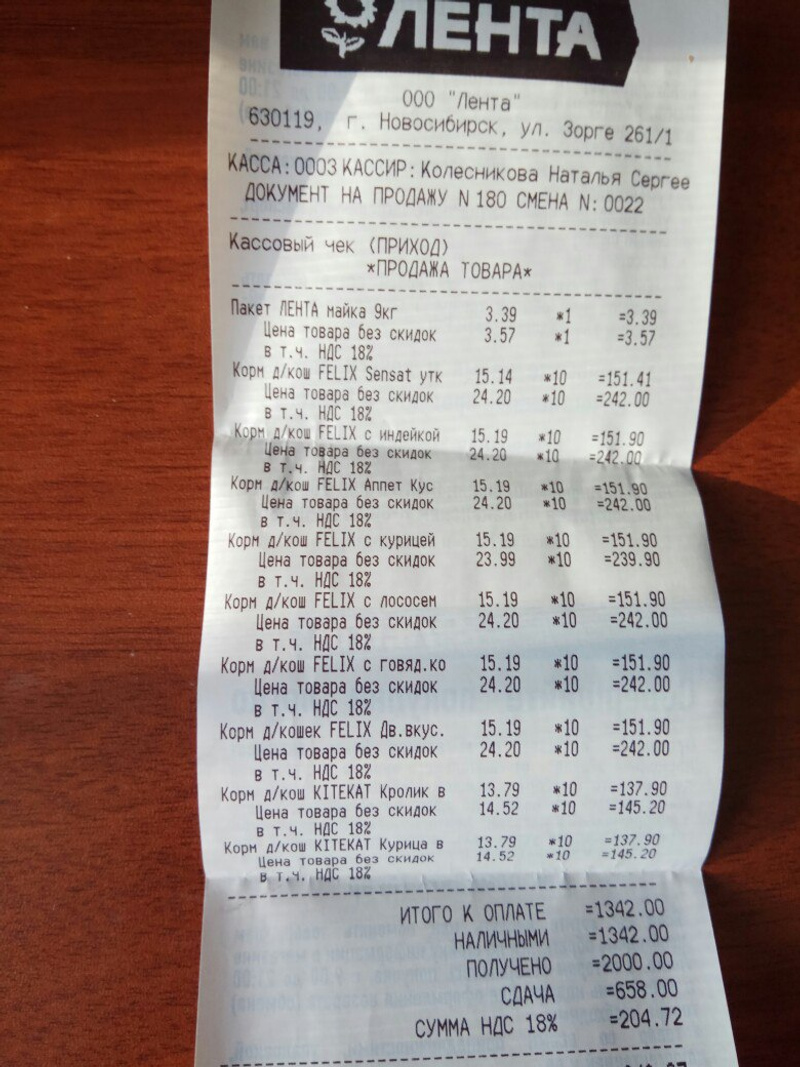 ЛЕНТА
ООО "Лента"
630119, г. Новосибирск, ул. Зорге 261/1
КАССА:0003 КАССИР: Колесникова Наталья Сергее
ДОКУМЕНТ НА ПРОДАЖУ N 180 СМЕНА N: 0022
Кассовый чек (ПРИХОД)
*ПРОДАЖА ТОВАРА*
Пакет ЛЕНТА майка 9кг 3.39 *1 =3.39
Цена товара без скидок 3.57 *1 =3.57
в т.ч. НДС 18%
Корм д/кош FELIX Sensat утк 15.14 *10 =151.41
Цена товара без скидок 24.20 *10 =242.00
в т.ч. НДС 18%
Корм д/кош FELIX с индейкой 15.19 *10 =151.90
Цена товара без скидок 24.20 *10 =242.00
в т.ч. НДС 18%
Корм д/кош FELIX Аппет Кус 15.19 *10 =151.90
Цена товара без скидок 24.20 *10 =242.00
в т.ч. НДС 18%
Корм д/кош FELIX с курицей 15.19 *10 =151.90
Цена товара без скидок 23.99 *10 =239.90
в т.ч. НДС 18%
Корм д/кош FELIX с лососем 15.19 *10 =151.90
Цена товара без скидок 24.20 *10 =242.00
в т.ч. НДС 18%
Корм д/кош FELIX с говяд.ко 15.19 *10 =151.90
Цена товара без скидок 24.20 *10 =242.00
в т.ч. НДС 18%
Корм д/кошек FELIX Дв.вкус. 15.19 *10 =151.90
Цена товара без скидок 24.20 *10 =242.00
в т.ч. НДС 18%
Корм д/кош KITEKAT Кролик в 13.79 *10 =137.90
Цена товара без скидок 14.52 *10 =145.20
в т.ч. НДС 18%
Корм д/кош KITEKAT Курица в 13.79 *10 =137.90
Цена товара без скидок 14.52 *10 =145.20
в т.ч. НДС 18%
ИТОГО К ОПЛАТЕ =1342.00
НАЛИЧНЫМИ =1342.00
ПОЛУЧЕНО =2000.00
СДАЧА =658.00
СУММА НДС 18% =204.72